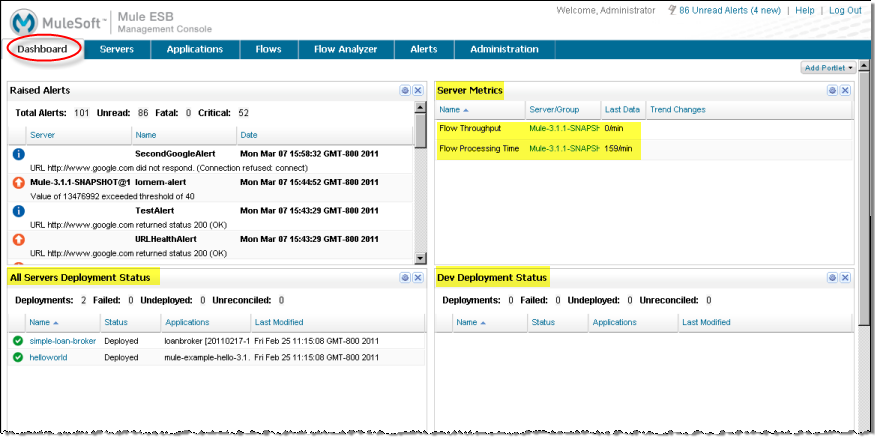 MuleSoft™ Mule ESB
Management Console
Welcome, Administrator 86 Unread Alerts (4 new) | Help | Log Out
Dashboard Servers Applications Flows Flow Analyzer Alerts Administration
Add Portlet
Raised Alerts
Total Alerts: 101 Unread: 86 Fatal: 0 Critical: 52
Server Name Date
SecondGoogleAlert Mon Mar 07 15:58:32 GMT-800 2011
URL http://www.google.com did not respond. (Connection refused: connect)
Mule-3.1.1-SNAPSHOT@1 lornem-alert Mon Mar 07 15:44:52 GMT-800 2011
Value of 13476992 exceeded threshold of 40
TestAlert Mon Mar 07 15:43:29 GMT-800 2011
URL http://www.google.com returned status 200 (OK)
URLHealthAlert Mon Mar 07 15:43:29 GMT-800 2011
URL http://www.google.com returned status 200 (OK)
Server Metrics
Name Server/Group Last Data Trend Changes
Flow Throughput Mule-3.1.1-SNAPSH 0/min
Flow Processing Time Mule-3.1.1-SNAPSH 159/min
All Servers Deployment Status
Deployments: 2 Failed: 0 Undeployed: 0 Unreconciled: 0
Name Status Applications Last Modified
simple-loan-broker Deployed loanbroker [20110217-1 Fri Feb 25 11:15:08 GMT-800 2011
helloworld Deployed mule-example-hello-3.1. Fri Feb 25 11:15:08 GMT-800 2011
Dev Deployment Status
Deployments: 0 Failed: 0 Undeployed: 0 Unreconciled: 0
Name Status Applications Last Modified